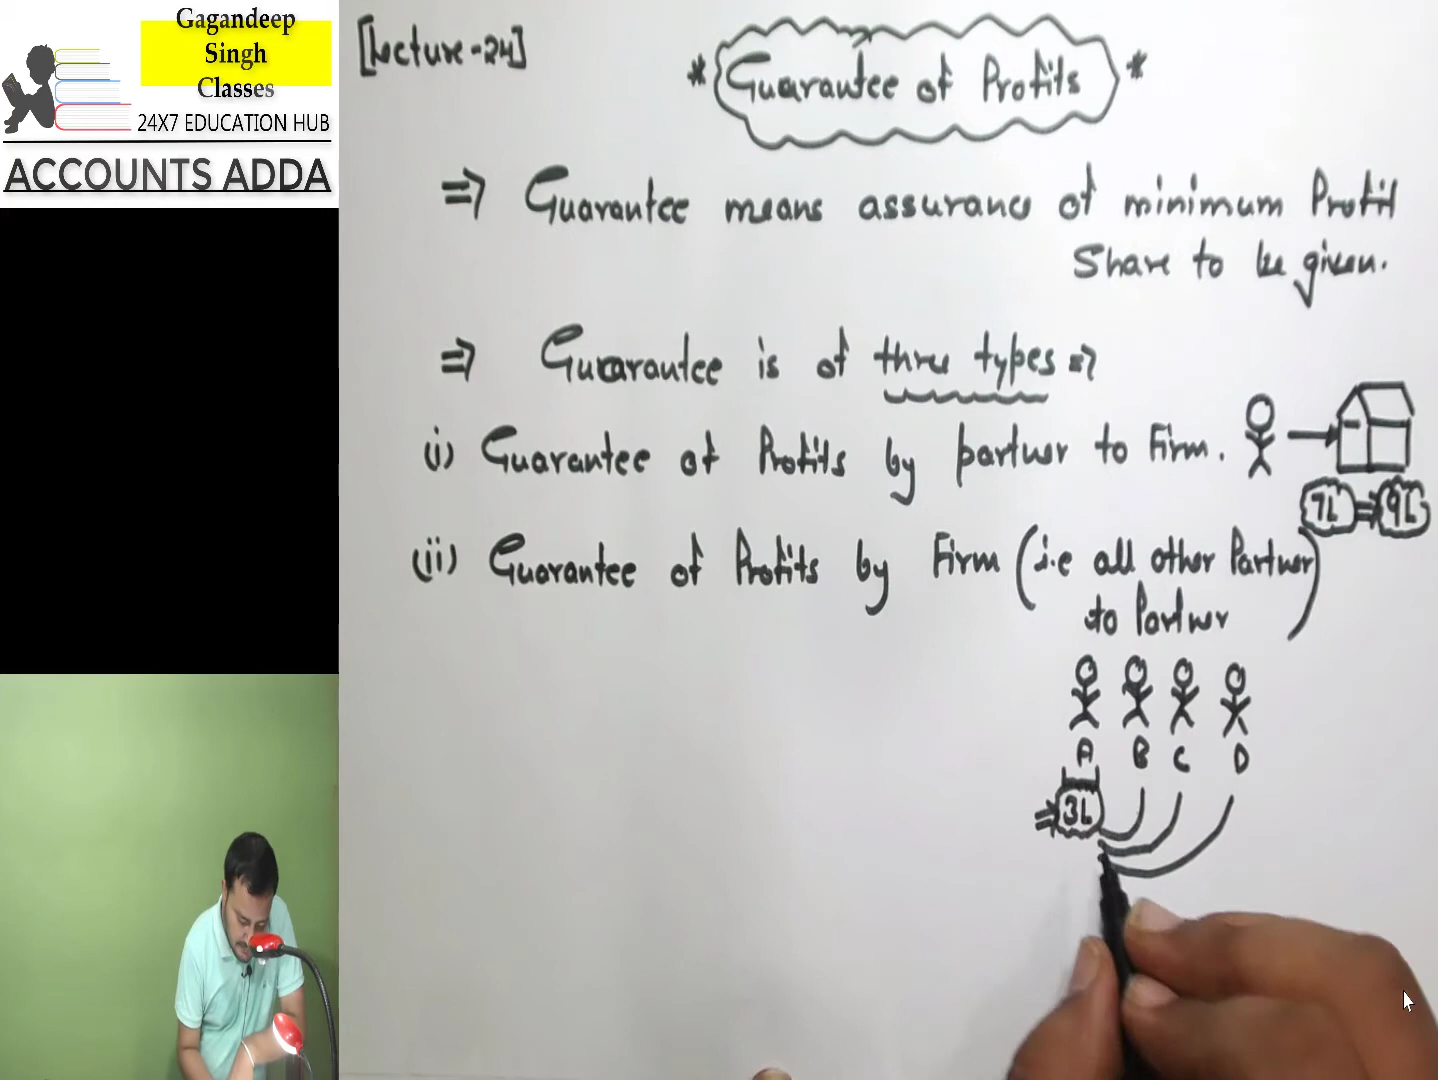 Gagandeep
Singh
Classes
24X7 EDUCATION HUB
ACCOUNTS ADDA
[Lecture-24]
* Guarantee of Profits *
=> Guarantee means assurance of minimum Profit
Share to be given.
=> Guarantee is of three types =>
(i) Guarantee of Profits by partner to Firm.
7L => 9L
(ii) Guarantee of Profits by Firm (i.e all other Partner)
to Partner
A B C D
=> 3L